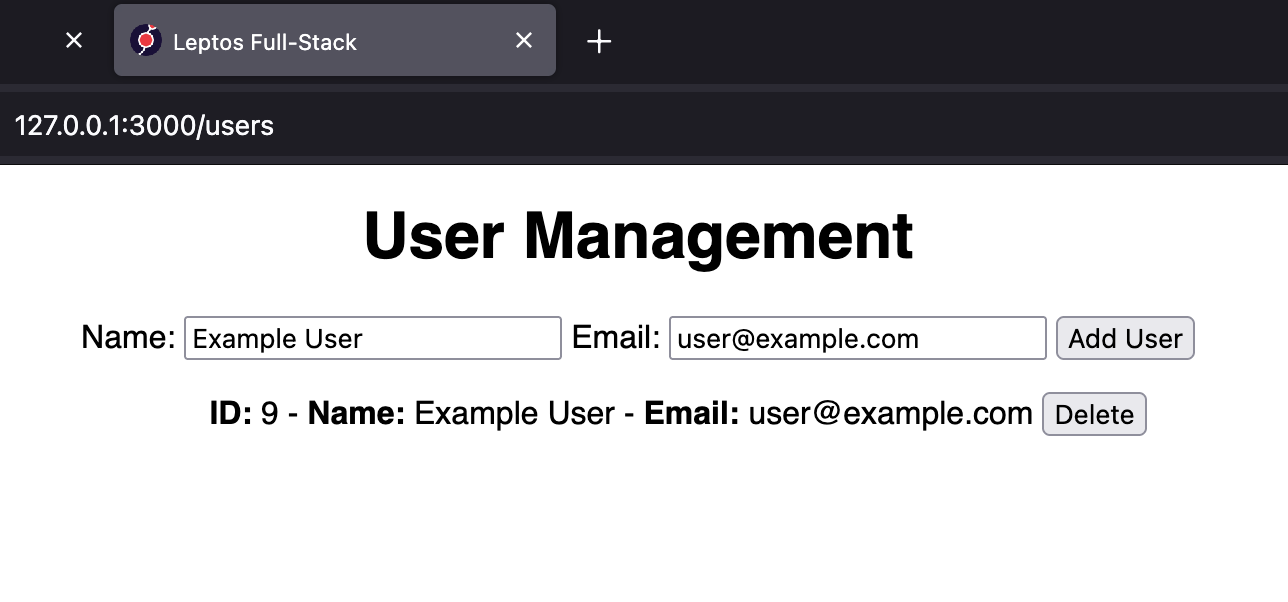 Leptos Full-Stack
127.0.0.1:3000/users
User Management
Name: Example User Email: user@example.com Add User
ID: 9 - Name: Example User - Email: user@example.com Delete